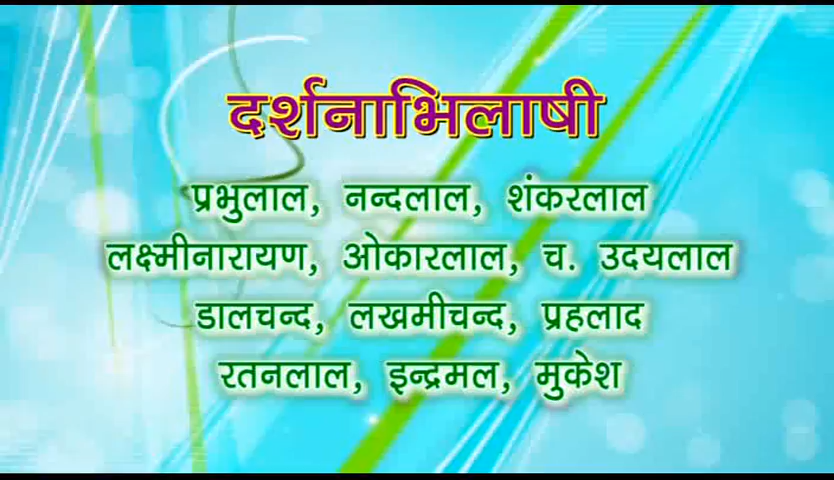 दर्शनाभिलाषी
प्रभुलाल, नन्दलाल, शंकरलाल
लक्ष्मीनारायण, ओकारलाल, च. उदयलाल
डालचन्द, लखमीचन्द, प्रहलाद
रतनलाल, इन्द्रमल, मुकेश